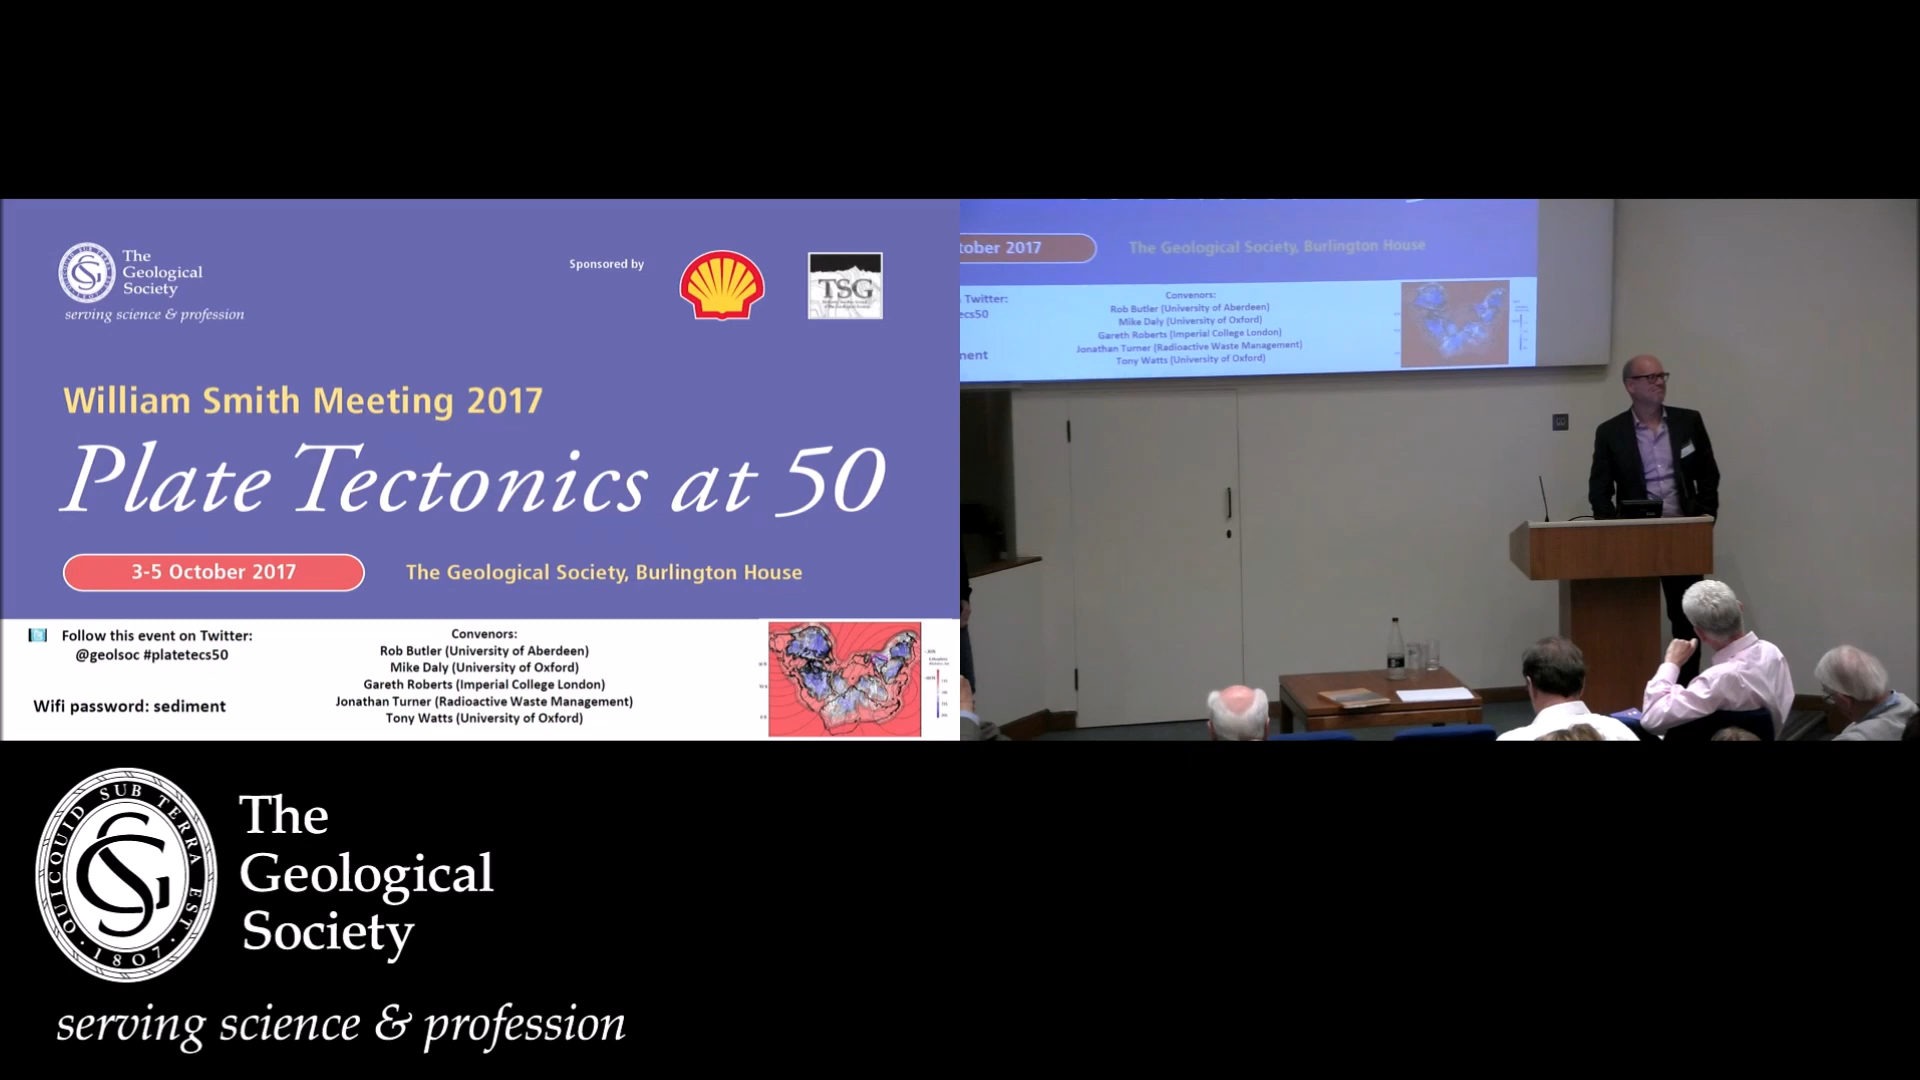 The
Geological
Society
serving science & profession
Sponsored by
TSG
William Smith Meeting 2017
Plate Tectonics at 50
3-5 October 2017
The Geological Society, Burlington House
Follow this event on Twitter:
@geolsoc #platetecs50
Wifi password: sediment
Convenors:
Rob Butler (University of Aberdeen)
Mike Daly (University of Oxford)
Gareth Roberts (Imperial College London)
Jonathan Turner (Radioactive Waste Management)
Tony Watts (University of Oxford)
tober 2017
The Geological Society, Burlington House
Twitter:
ecs50
ment
Convenors:
Rob Butler (University of Aberdeen)
Mike Daly (University of Oxford)
Gareth Roberts (Imperial College London)
Jonathan Turner (Radioactive Waste Management)
Tony Watts (University of Oxford)
QUICQUID SUB TERRA EST
1807
The
Geological
Society
serving science & profession